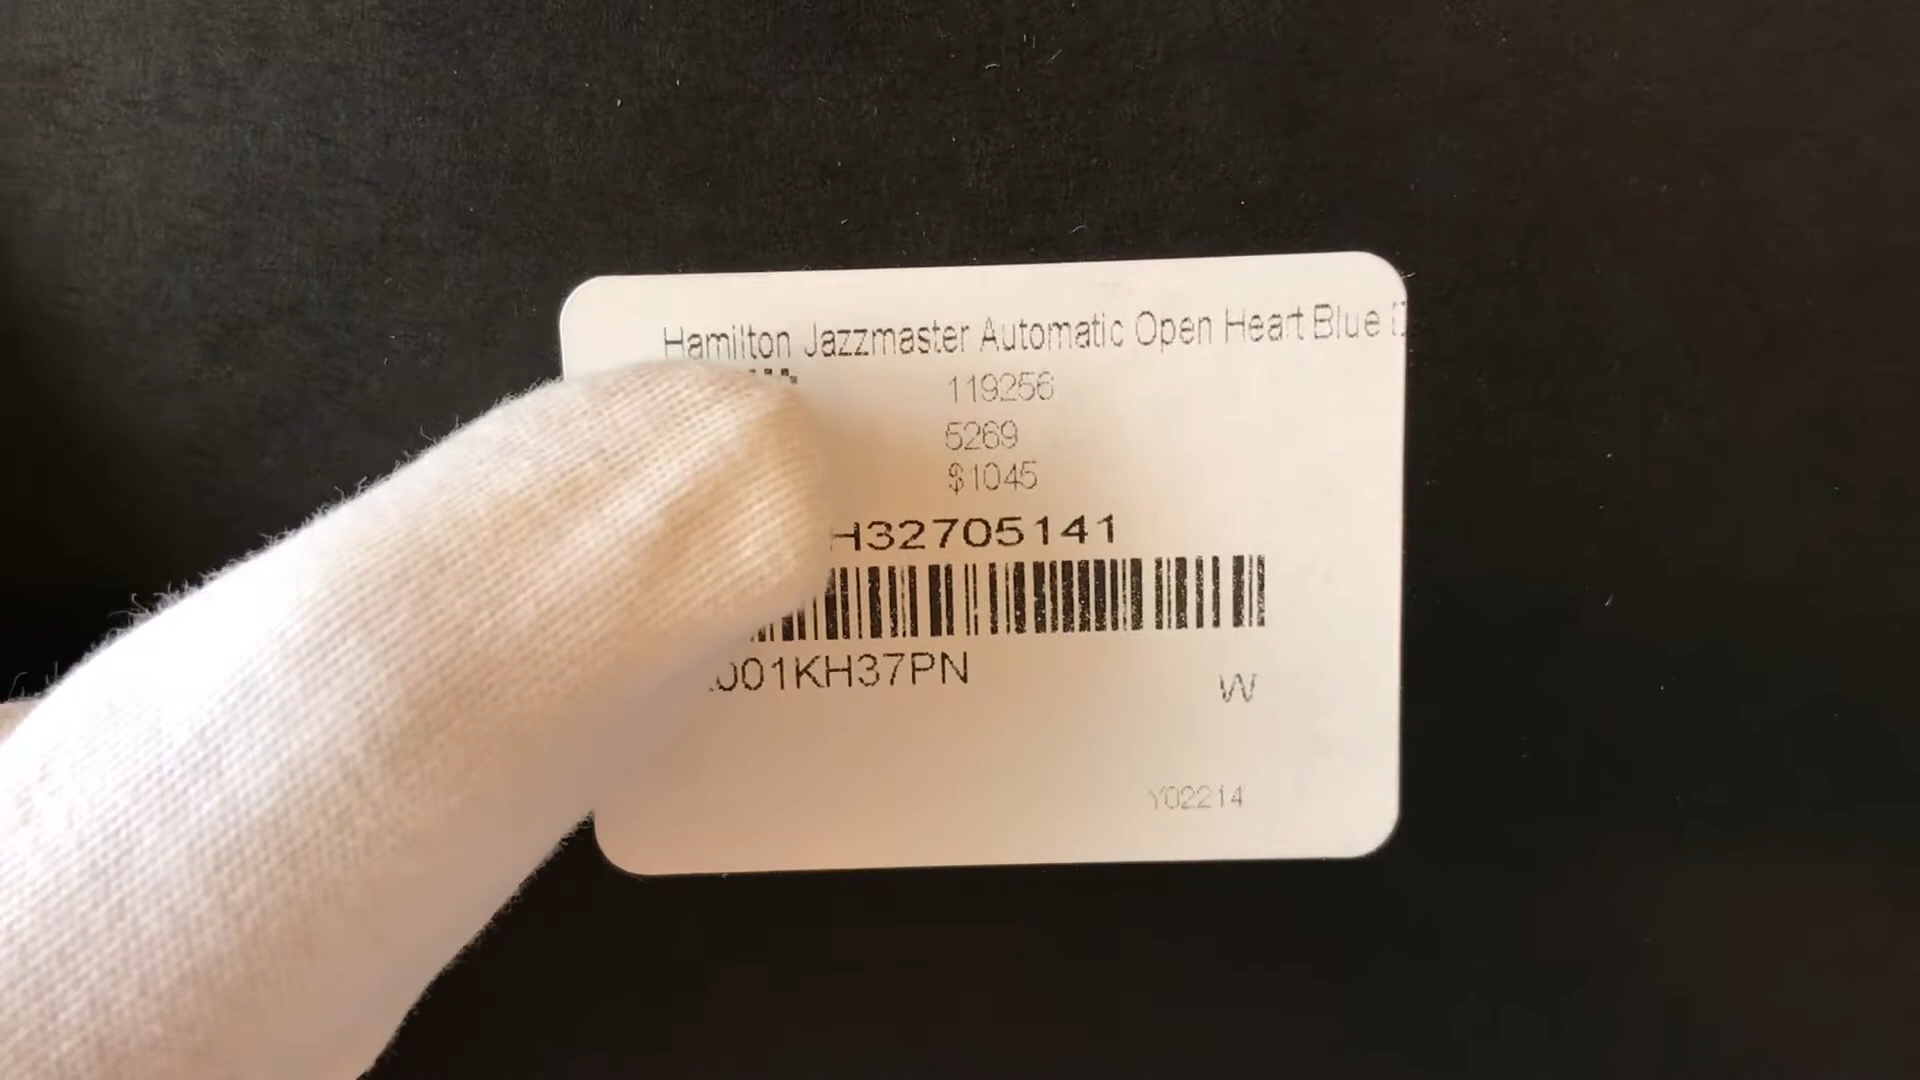 Hamilton Jazzmaster Automatic Open Heart Blue
119256
5269
$1045
H32705141
001KH37PN
W
Y02214